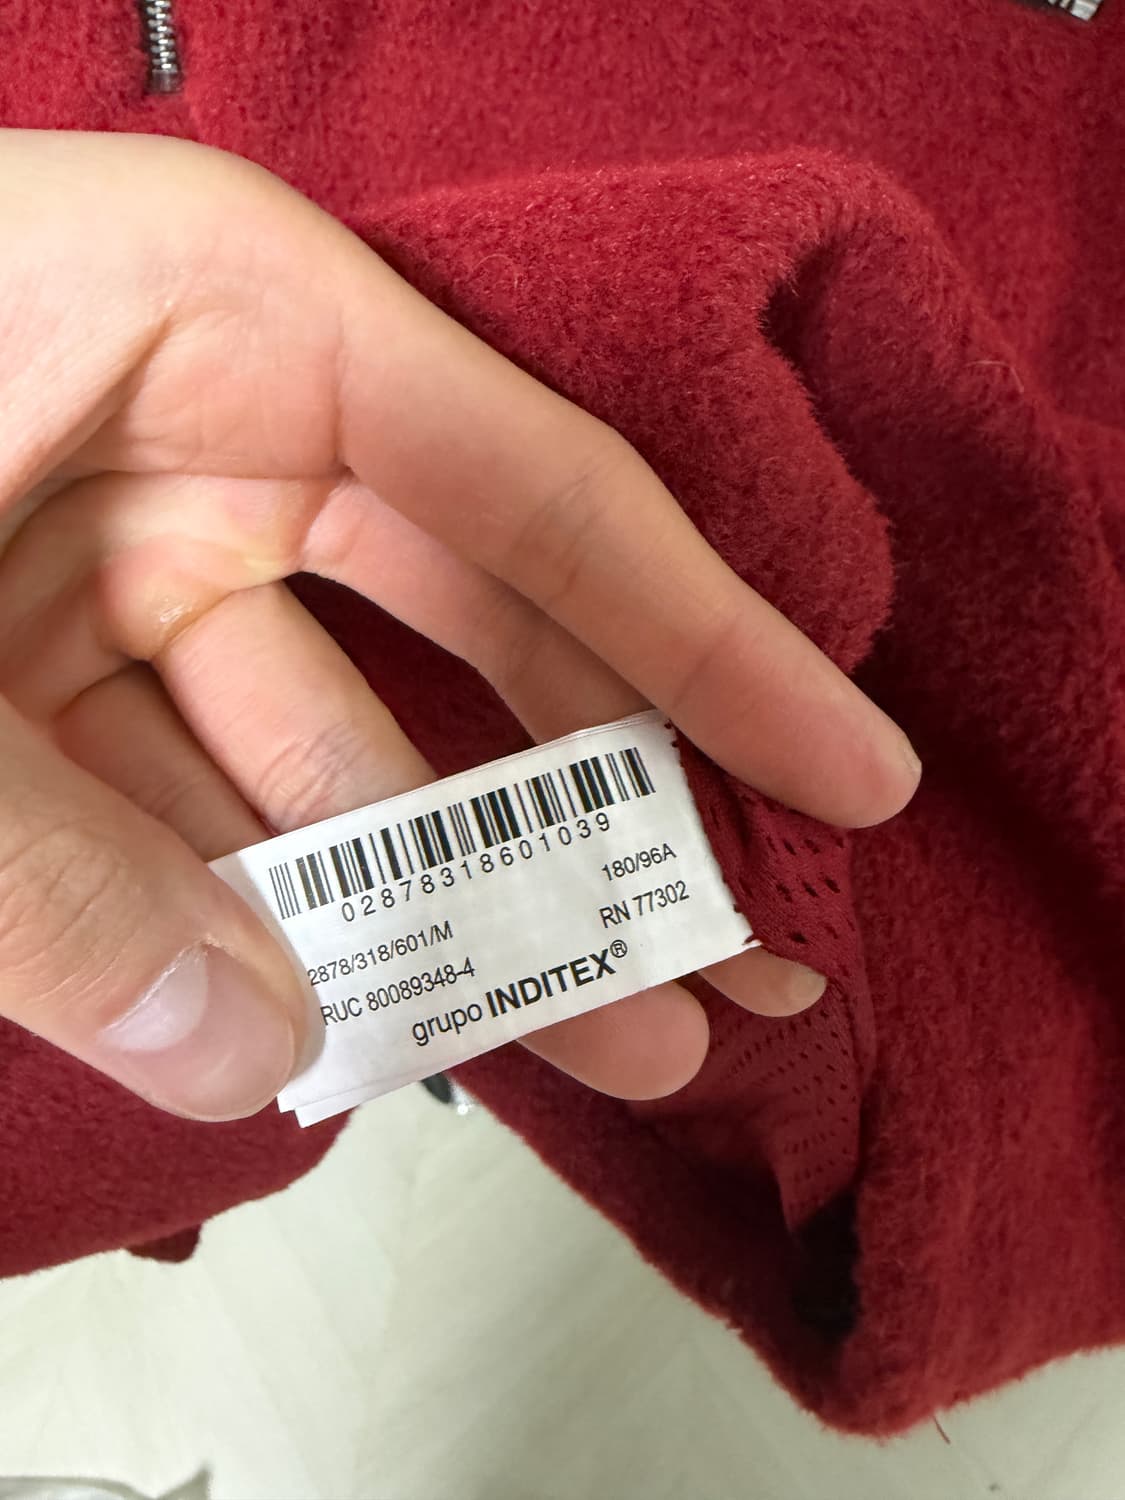 02878318601039
2878/318/601/M 180/96A
RUC 80089348-4 RN 77302
grupo INDITEX®